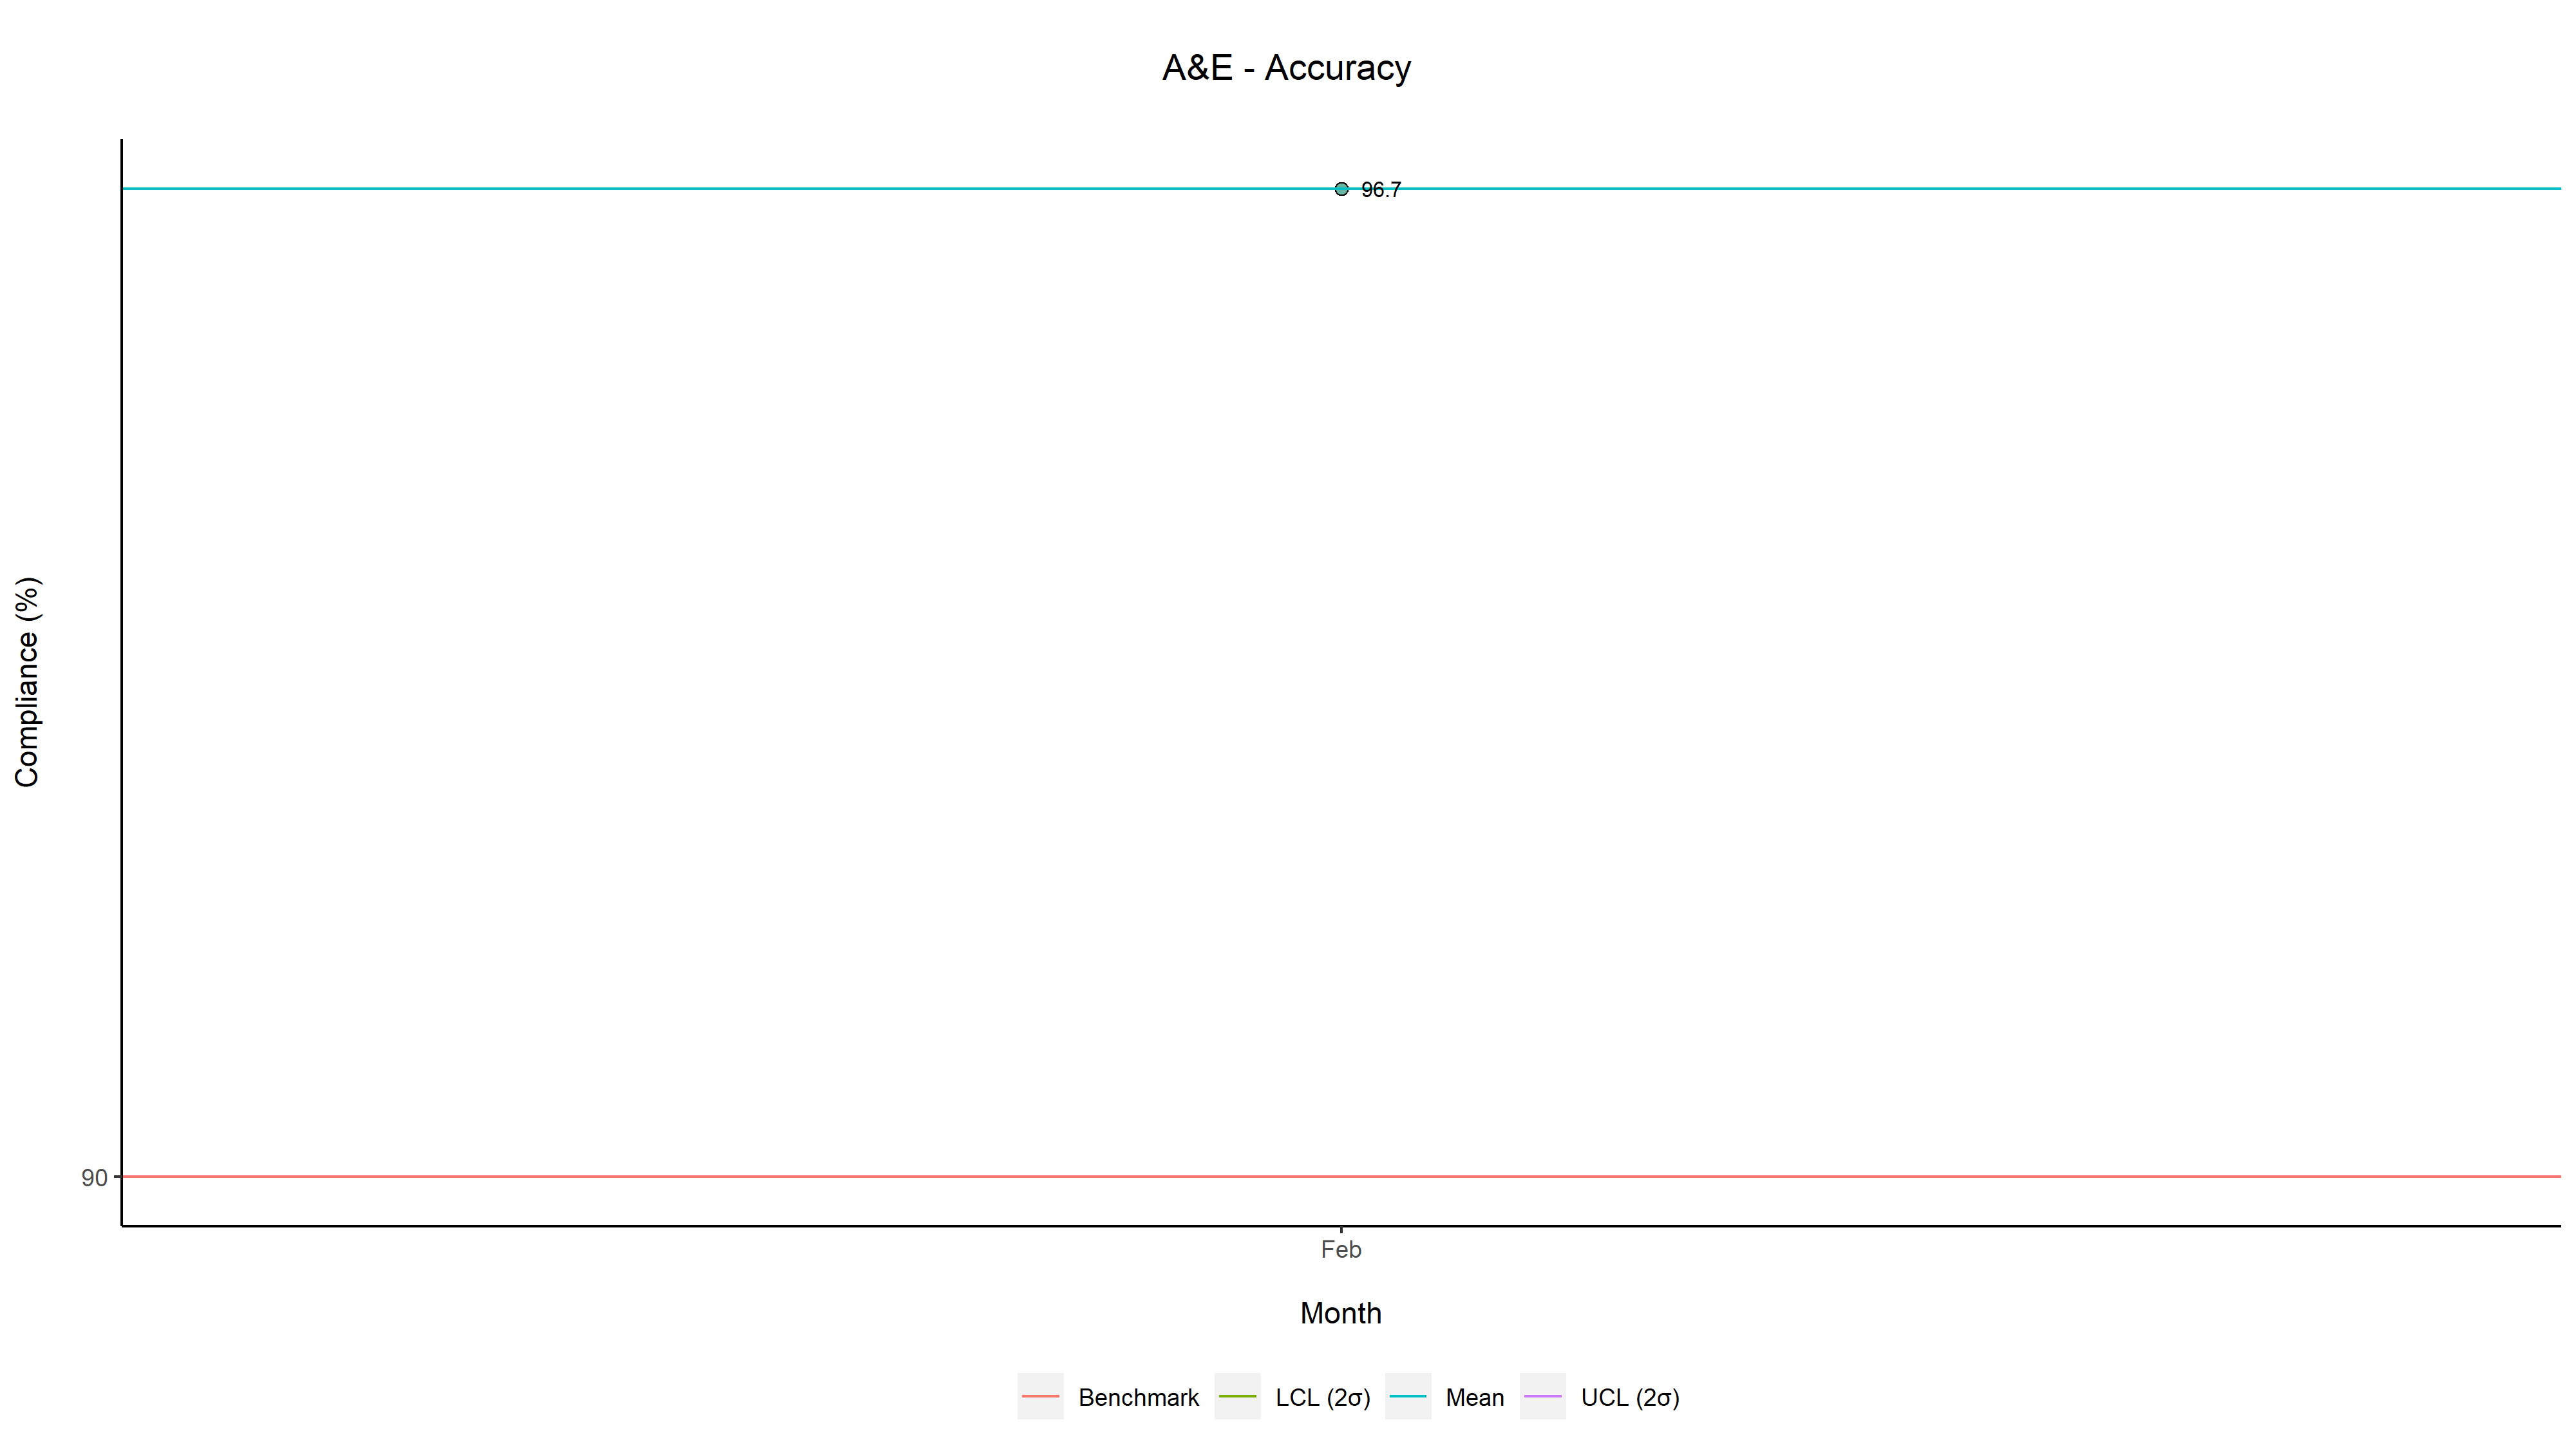 A&E - Accuracy
96.7
Compliance (%)
90
Feb
Month
Benchmark LCL (2σ) Mean UCL (2σ)